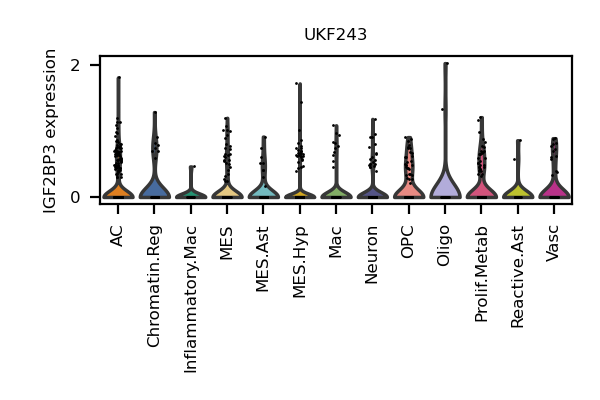 UKF243
IGF2BP3 expression
2
0
AC
Chromatin.Reg
Inflammatory.Mac
MES
MES.Ast
MES.Hyp
Mac
Neuron
OPC
Oligo
Prolif.Metab
Reactive.Ast
Vasc